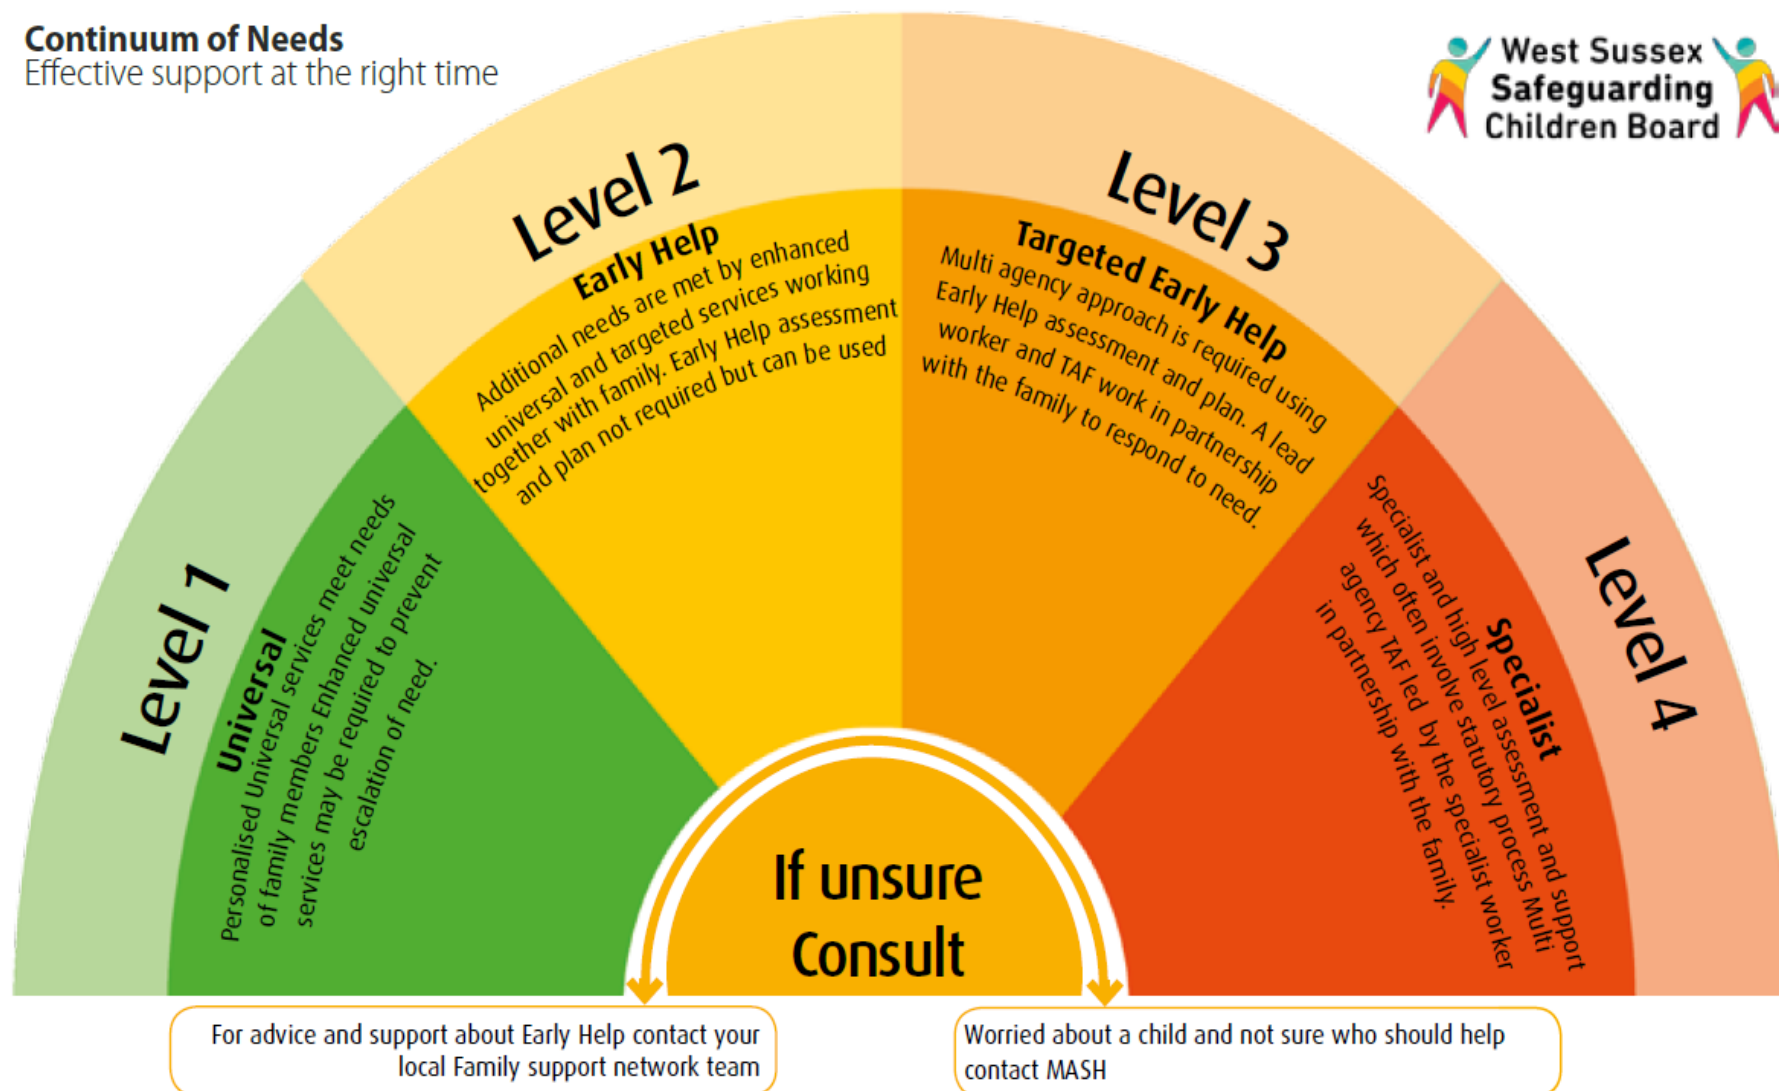 Continuum of Needs
Effective support at the right time
West Sussex
Safeguarding
Children Board
Level 1
Universal
Personalised Universal services meet needs
of family members Enhanced universal
services may be required to prevent
escalation of need.
Level 2
Early Help
Additional needs are met by enhanced
universal and targeted services working
together with family. Early Help assessment
and plan not required but can be used
Level 3
Targeted Early Help
Multi agency approach is required using
Early Help assessment and plan. A lead
worker and TAF work in partnership
with the family to respond to need.
Level 4
Specialist
Specialist and high level assessment and support
which often involve statutory process Multi
agency TAF led by the specialist worker
in partnership with the family.
If unsure
Consult
For advice and support about Early Help contact your
local Family support network team
Worried about a child and not sure who should help
contact MASH